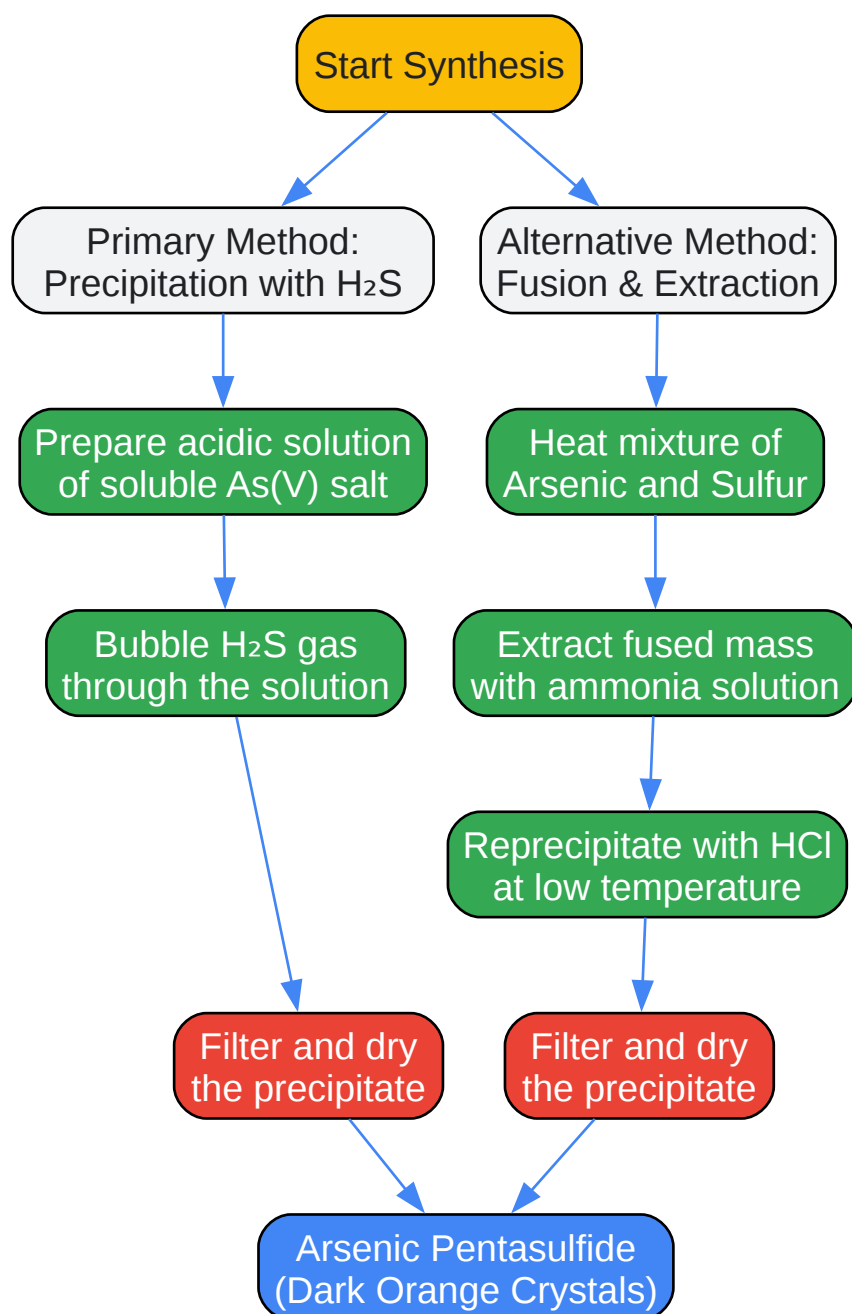 Start Synthesis
Primary Method:
Precipitation with H₂S
Alternative Method:
Fusion & Extraction
Prepare acidic solution
of soluble As(V) salt
Heat mixture of
Arsenic and Sulfur
Bubble H₂S gas
through the solution
Extract fused mass
with ammonia solution
Reprecipitate with HCl
at low temperature
Filter and dry
the precipitate
Filter and dry
the precipitate
Arsenic Pentasulfide
(Dark Orange Crystals)